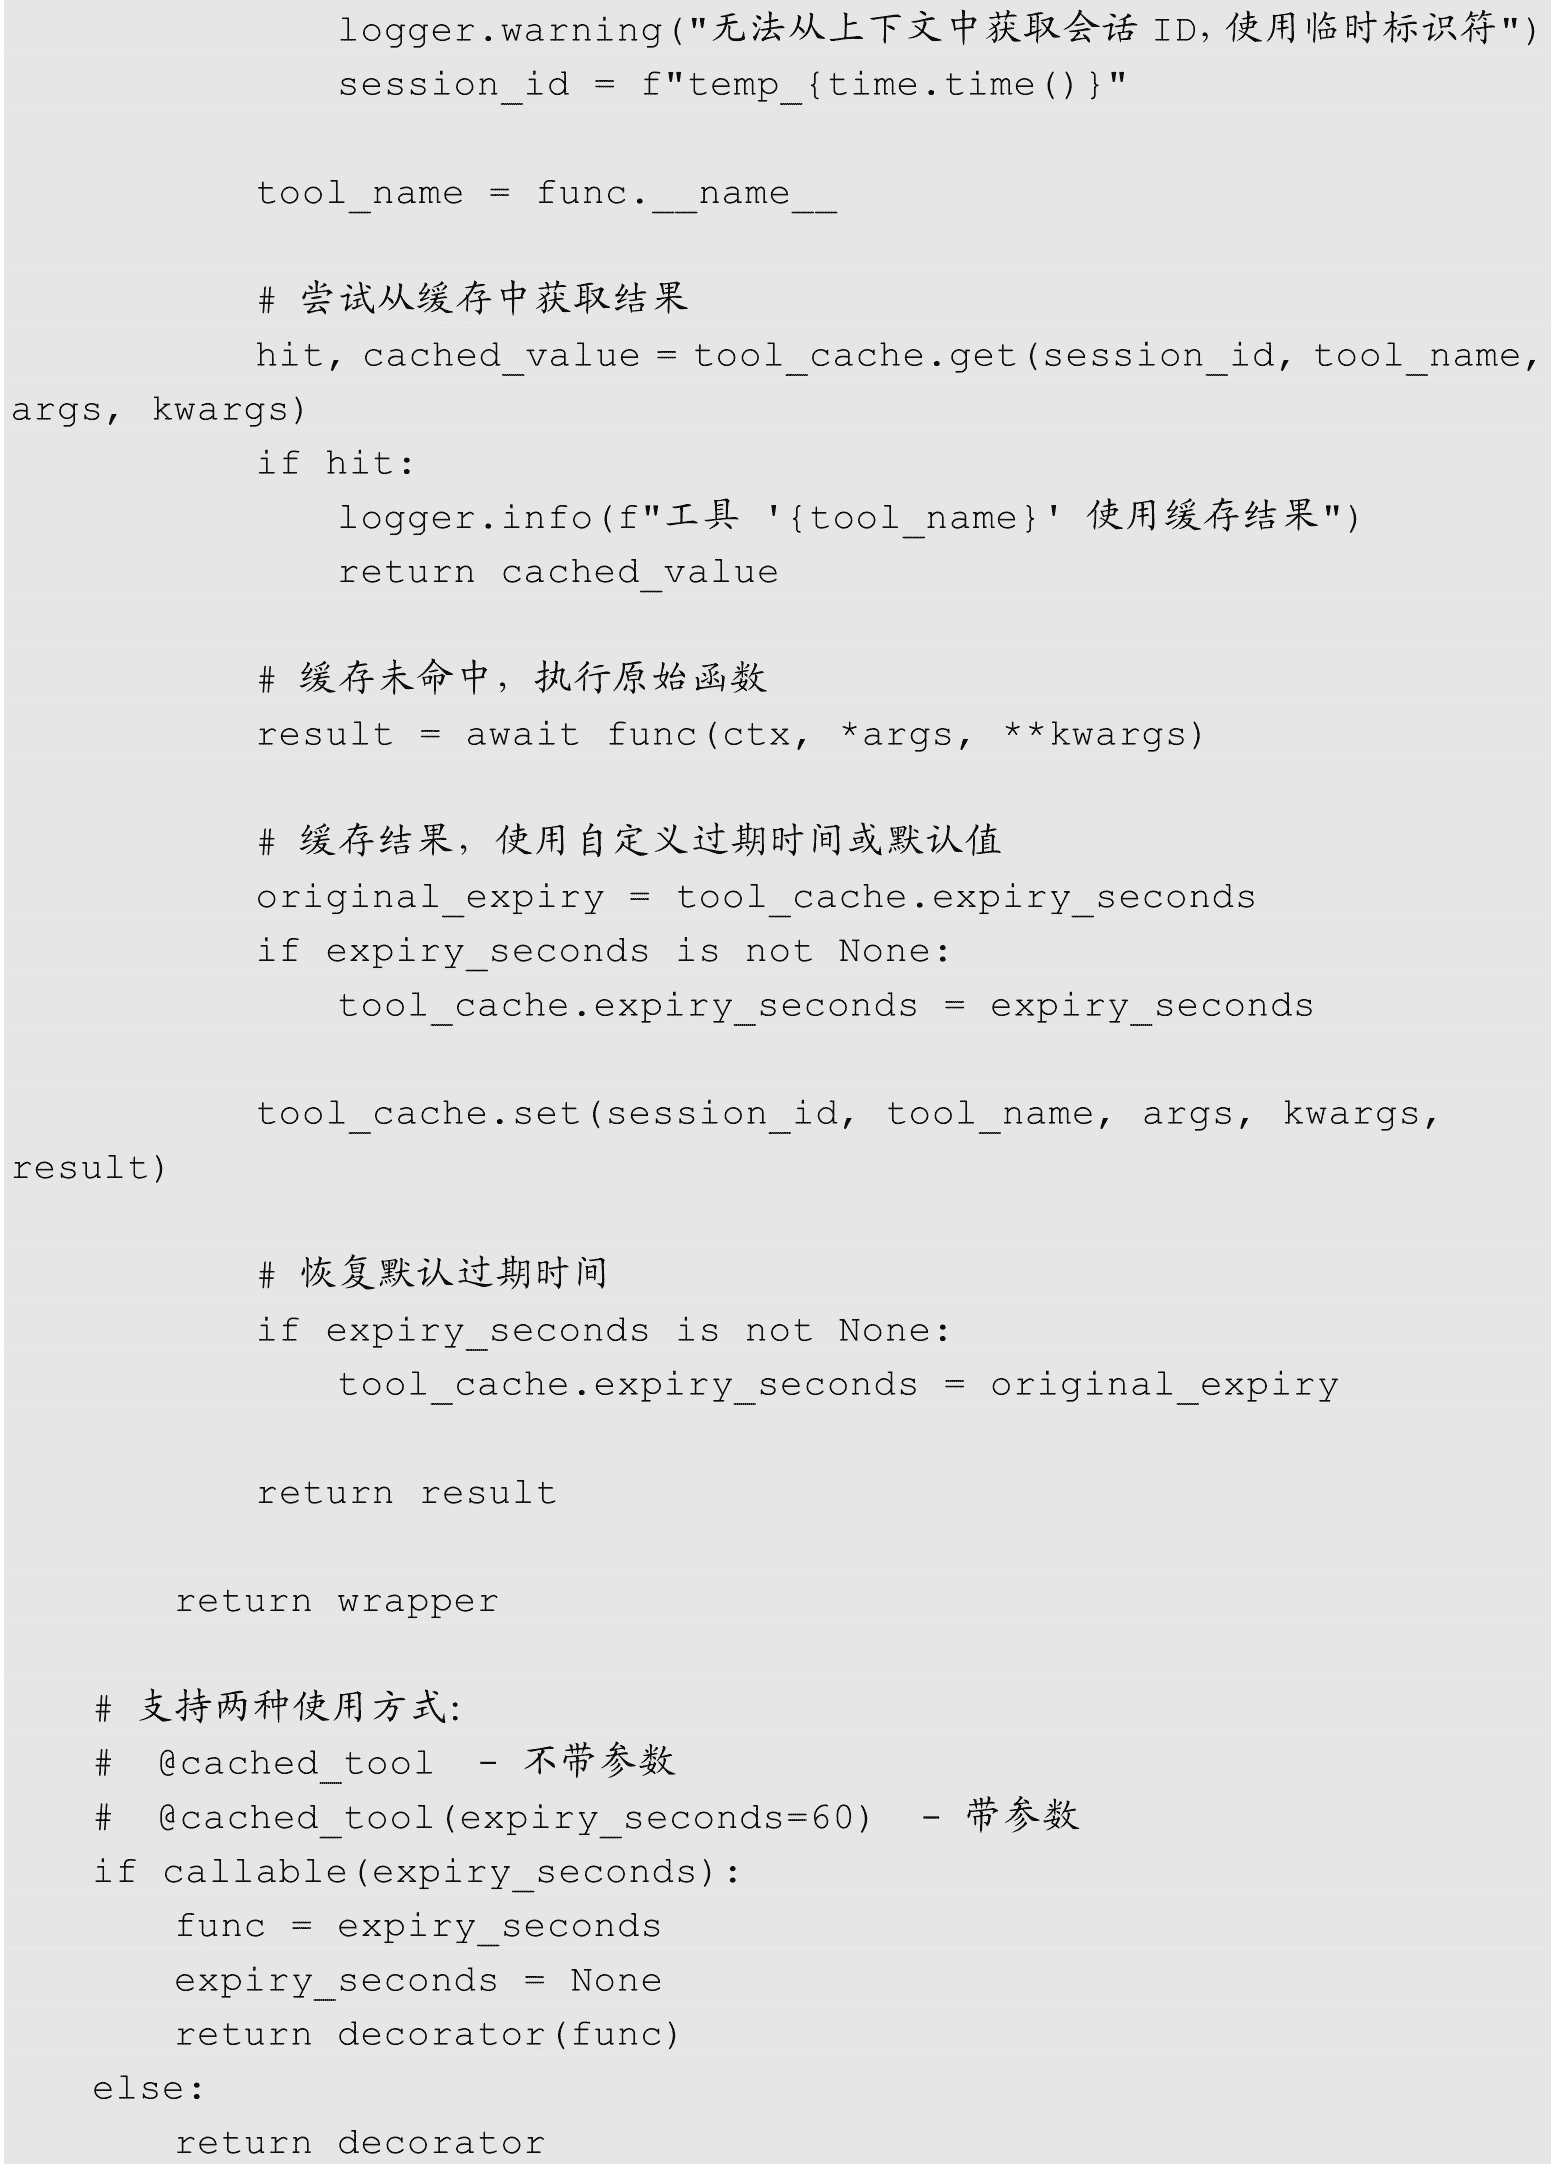 logger.warning("无法从上下文中获取会话 ID，使用临时标识符")
                session_id = f"temp_{time.time()}"

            tool_name = func.__name__

            # 尝试从缓存中获取结果
            hit, cached_value = tool_cache.get(session_id, tool_name,
args, kwargs)
            if hit:
                logger.info(f"工具 '{tool_name}' 使用缓存结果")
                return cached_value

            # 缓存未命中，执行原始函数
            result = await func(ctx, *args, **kwargs)

            # 缓存结果，使用自定义过期时间或默认值
            original_expiry = tool_cache.expiry_seconds
            if expiry_seconds is not None:
                tool_cache.expiry_seconds = expiry_seconds

            tool_cache.set(session_id, tool_name, args, kwargs,
result)

            # 恢复默认过期时间
            if expiry_seconds is not None:
                tool_cache.expiry_seconds = original_expiry

            return result

        return wrapper

    # 支持两种使用方式：
    #  @cached_tool  - 不带参数
    #  @cached_tool(expiry_seconds=60)  - 带参数
    if callable(expiry_seconds):
        func = expiry_seconds
        expiry_seconds = None
        return decorator(func)
    else:
        return decorator